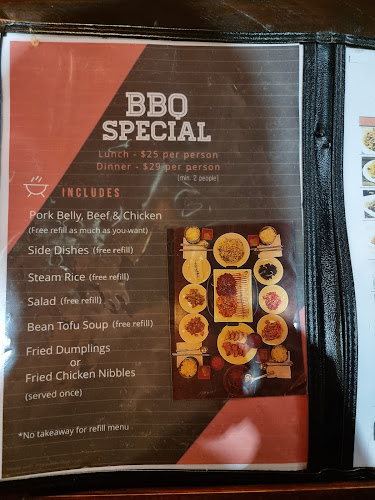 BBQ
SPECIAL
Lunch - $25 per person
Dinner - $29 per person
(min. 2 people)
INCLUDES
Pork Belly, Beef & Chicken
(Free refill as much as you want)
Side Dishes (free refill)
Steam Rice (free refill)
Salad (free refill)
Bean Tofu Soup (free refill)
Fried Dumplings
or
Fried Chicken Nibbles
(served once)
*No takeaway for refill menu